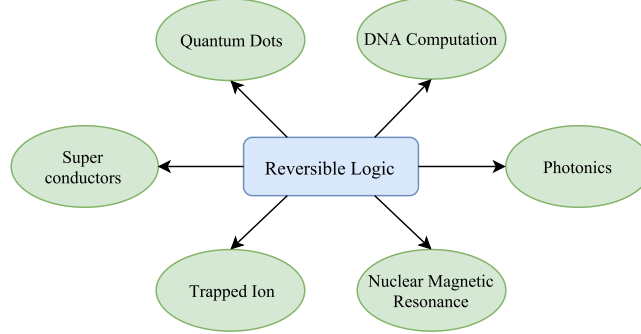 Quantum Dots
DNA Computation
Super
conductors
Reversible Logic
Photonics
Trapped Ion
Nuclear Magnetic
Resonance